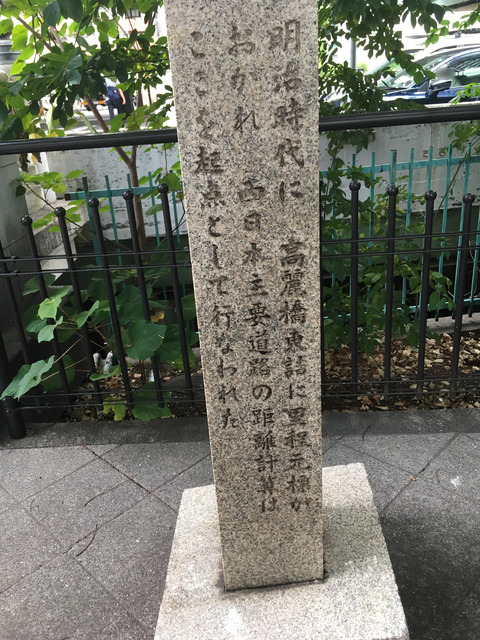 明治時代に 高麗橋東詰に里程元標が
おかれ 西日本主要道路の距離計算は
ここを起点として行なわれた